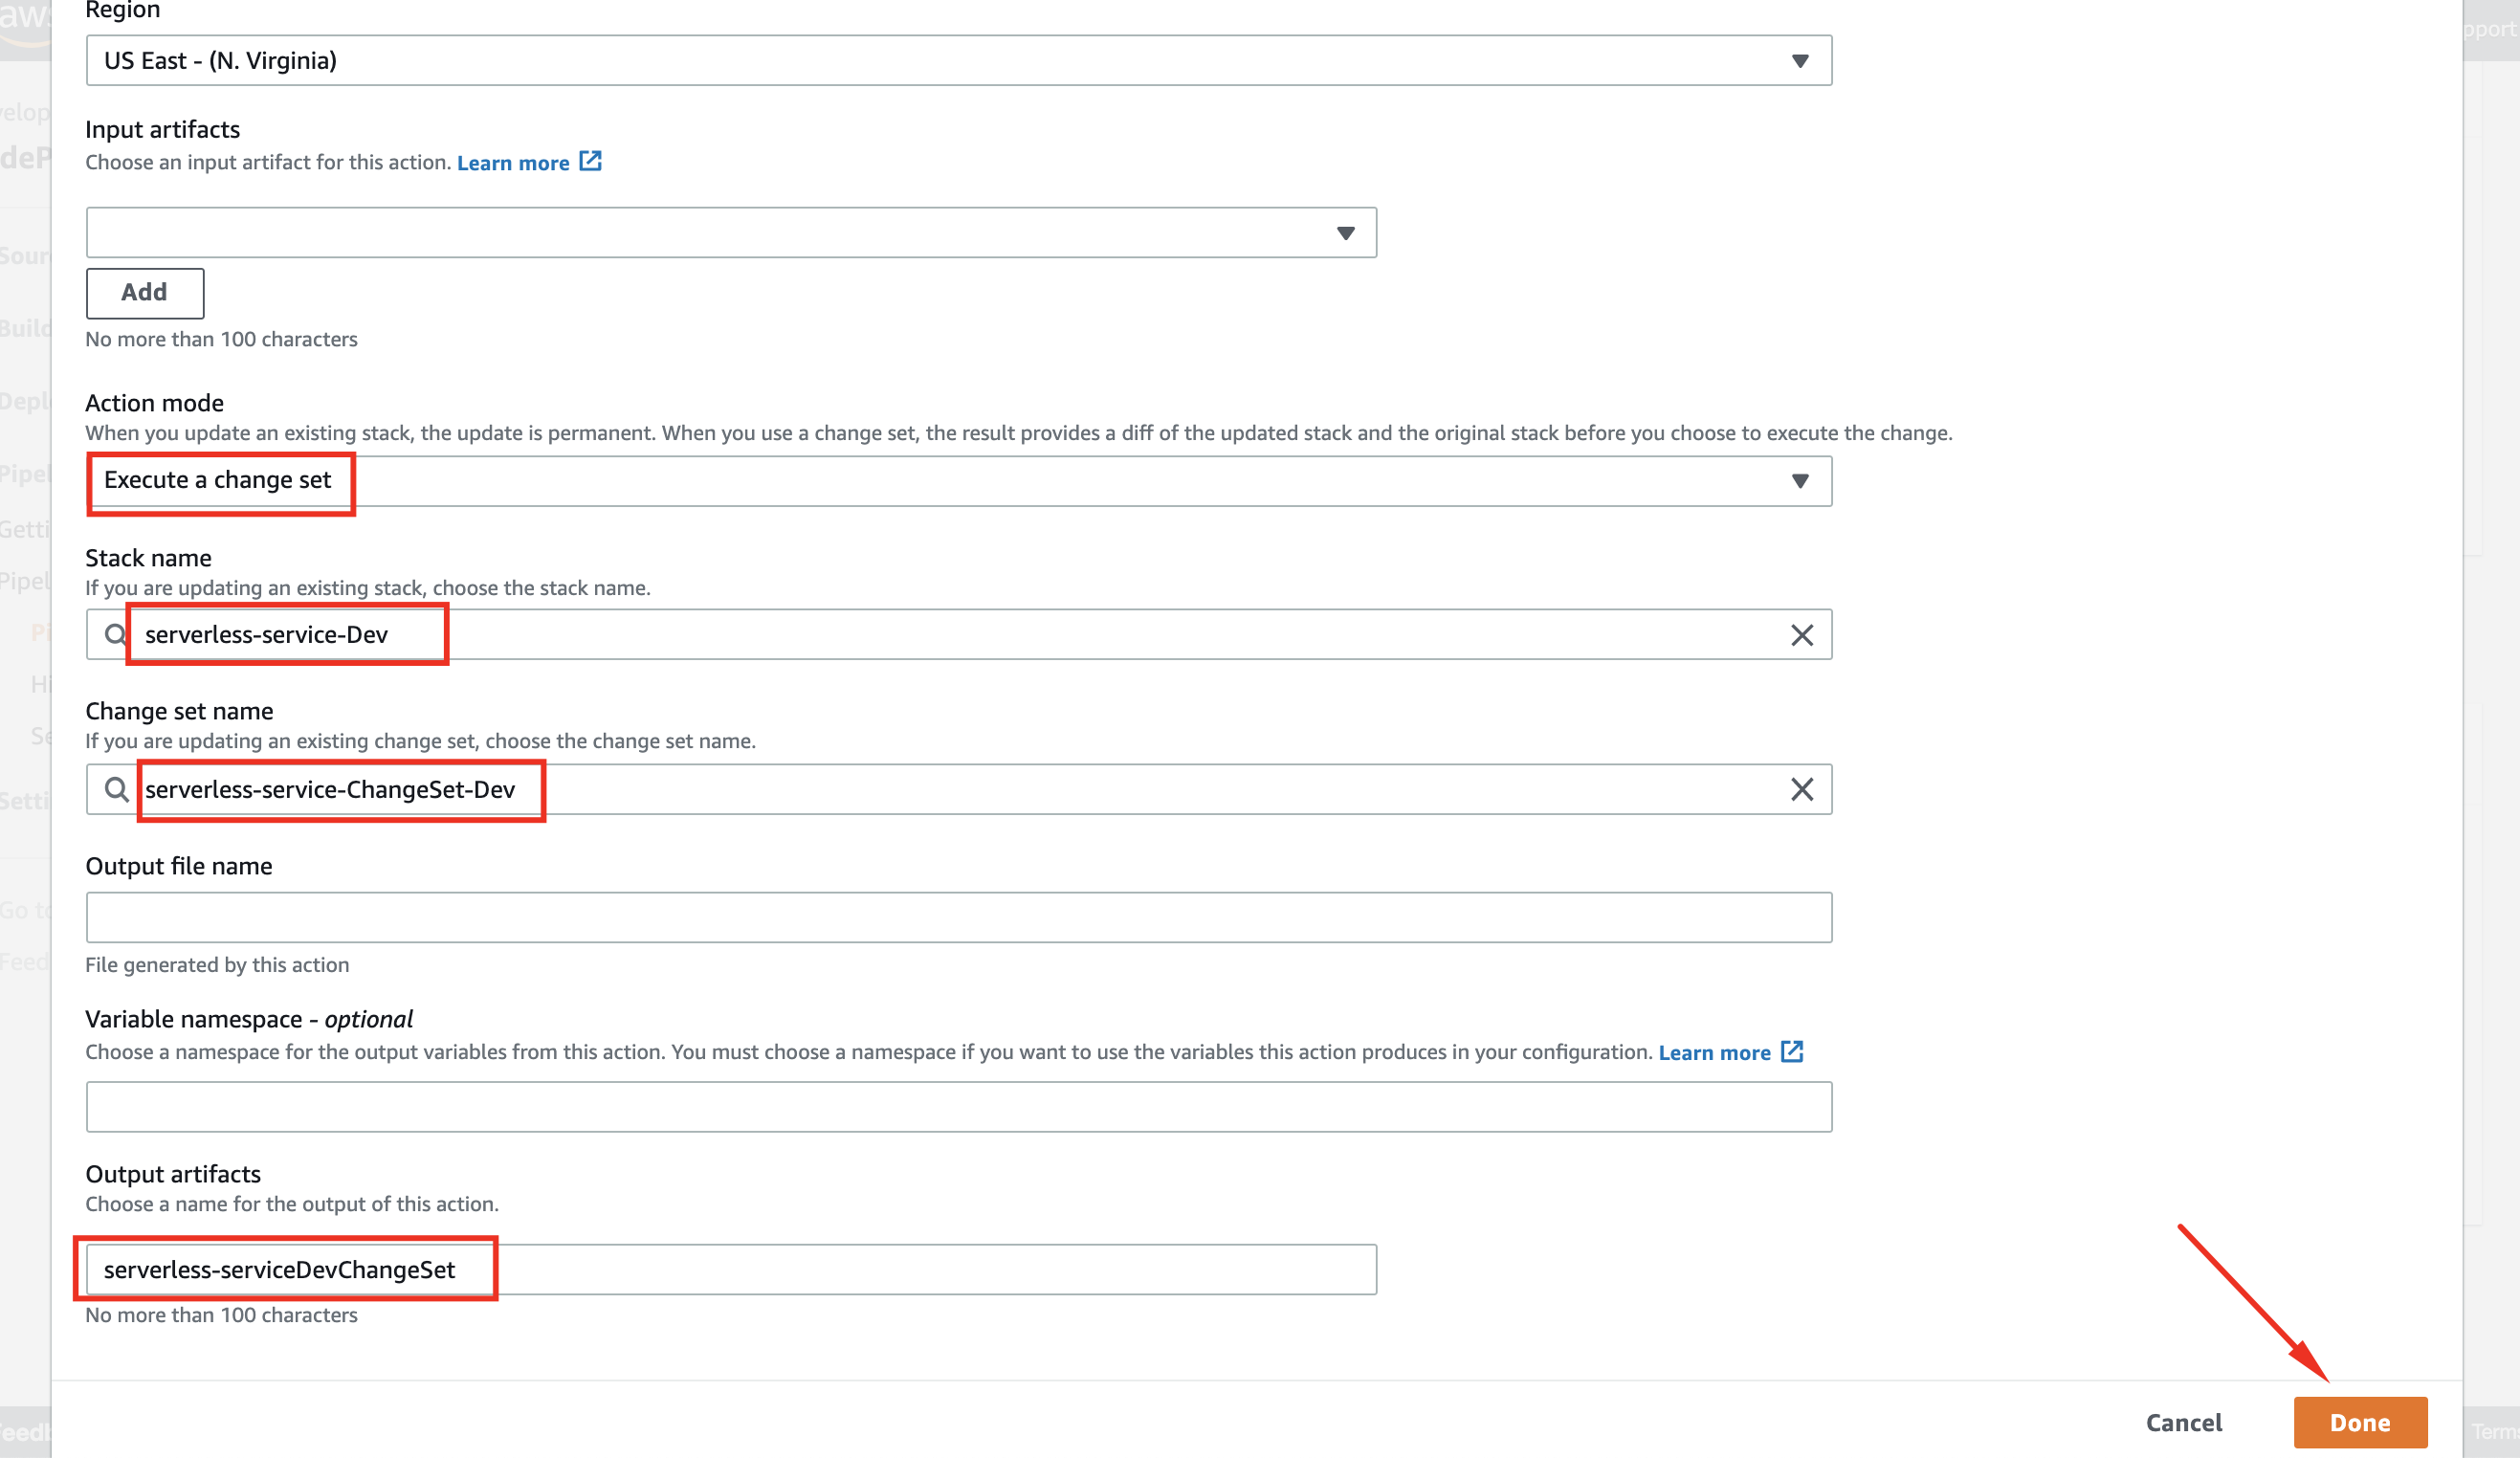 Region
US East - (N. Virginia)
Input artifacts
Choose an input artifact for this action. Learn more
Add
No more than 100 characters
Action mode
When you update an existing stack, the update is permanent. When you use a change set, the result provides a diff of the updated stack and the original stack before you choose to execute the change.
Execute a change set
Stack name
If you are updating an existing stack, choose the stack name.
serverless-service-Dev
Change set name
If you are updating an existing change set, choose the change set name.
serverless-service-ChangeSet-Dev
Output file name
File generated by this action
Variable namespace - optional
Choose a namespace for the output variables from this action. You must choose a namespace if you want to use the variables this action produces in your configuration. Learn more
Output artifacts
Choose a name for the output of this action.
serverless-serviceDevChangeSet
No more than 100 characters
Cancel
Done